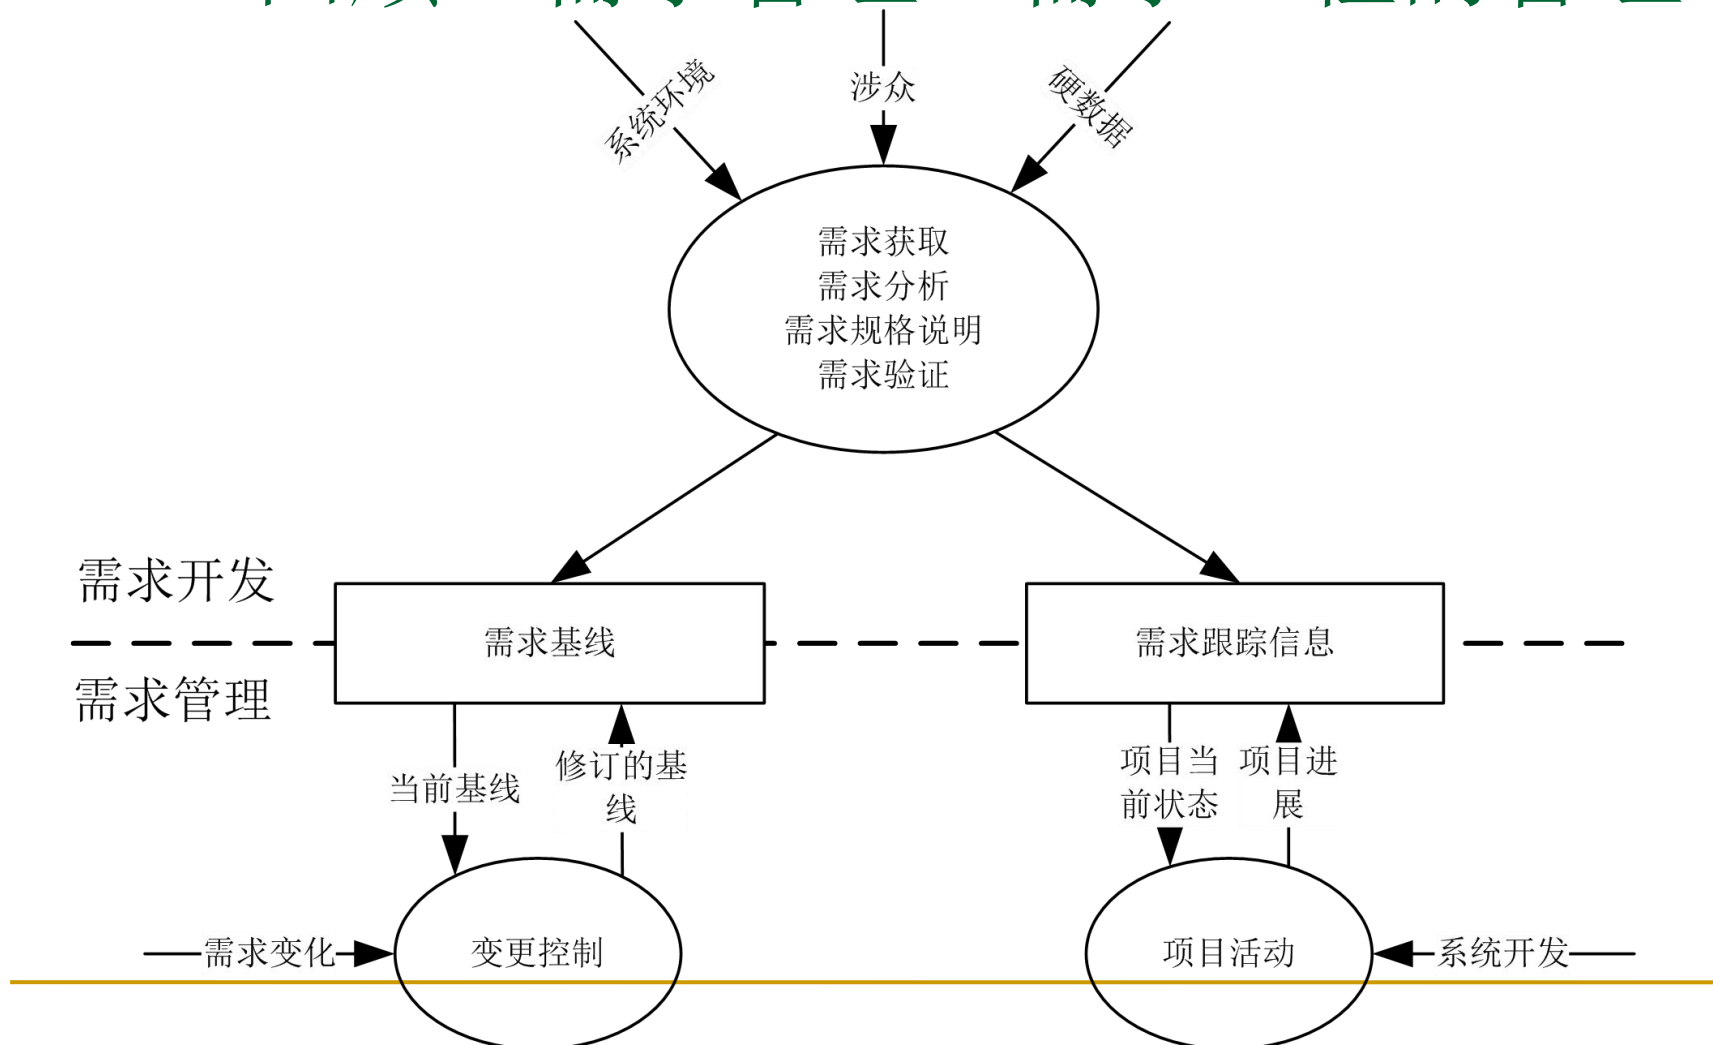 系统环境
涉众
硬数据
需求获取
需求分析
需求规格说明
需求验证
需求开发
需求基线
需求跟踪信息
需求管理
当前基线
修订的基
线
项目当
前状态
项目进
展
需求变化
变更控制
项目活动
系统开发